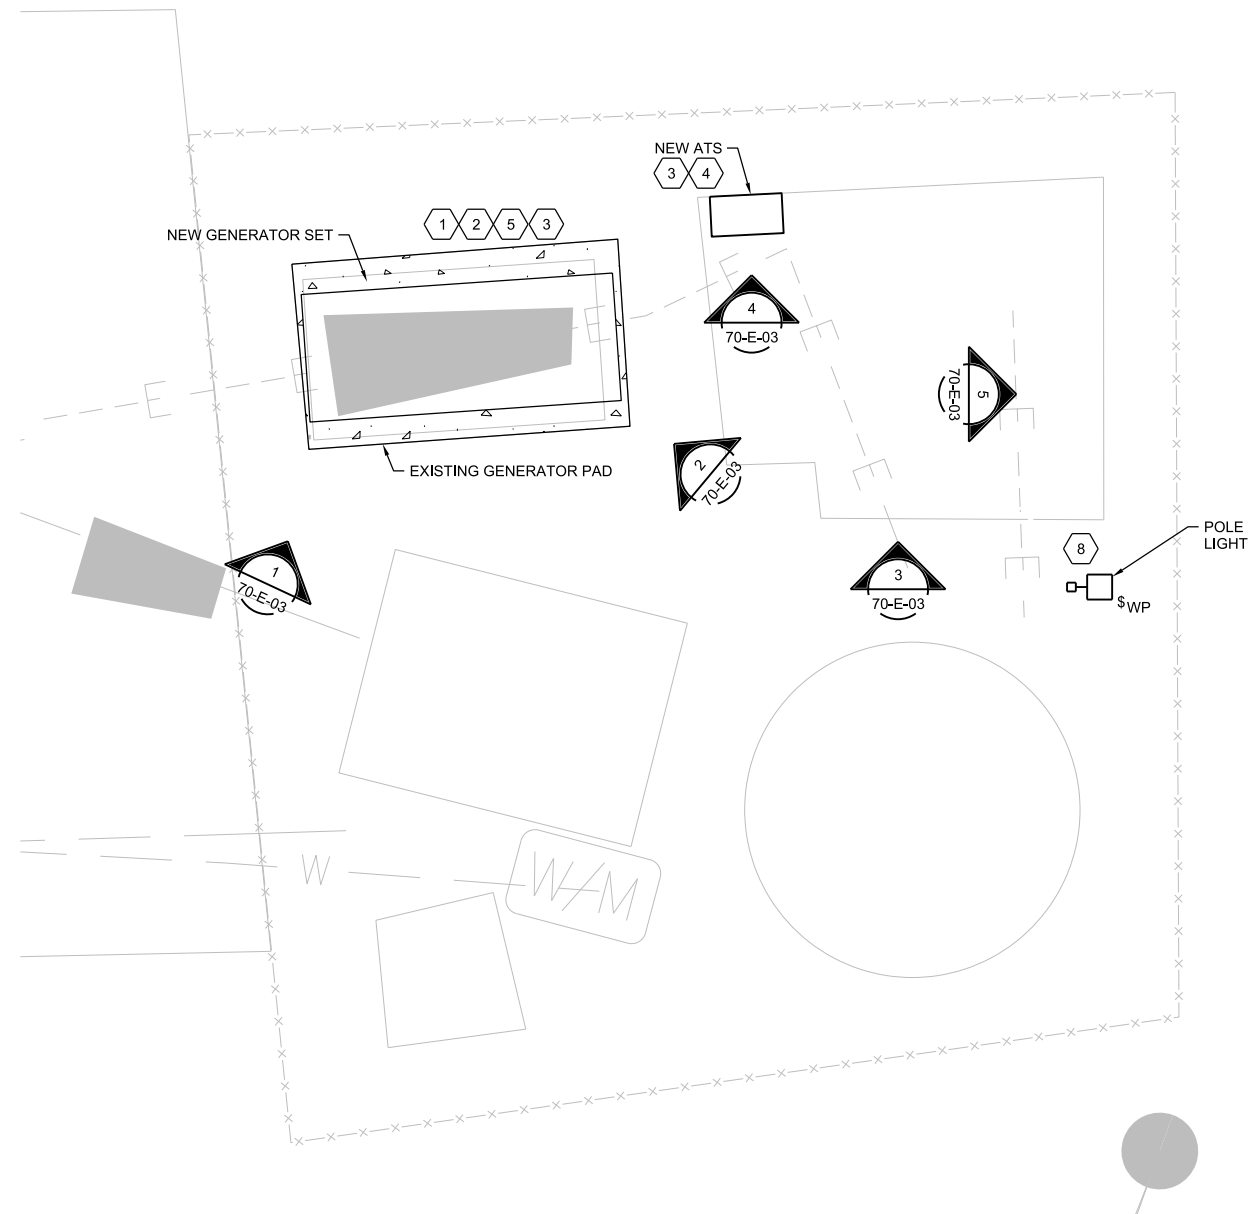 NEW ATS
3 4
1 2 5 3
NEW GENERATOR SET
4
70-E-03
5
70-E-03
2
70-E-03
EXISTING GENERATOR PAD
POLE
LIGHT
8
1
70-E-03
3
70-E-03
$WP
W
W/M